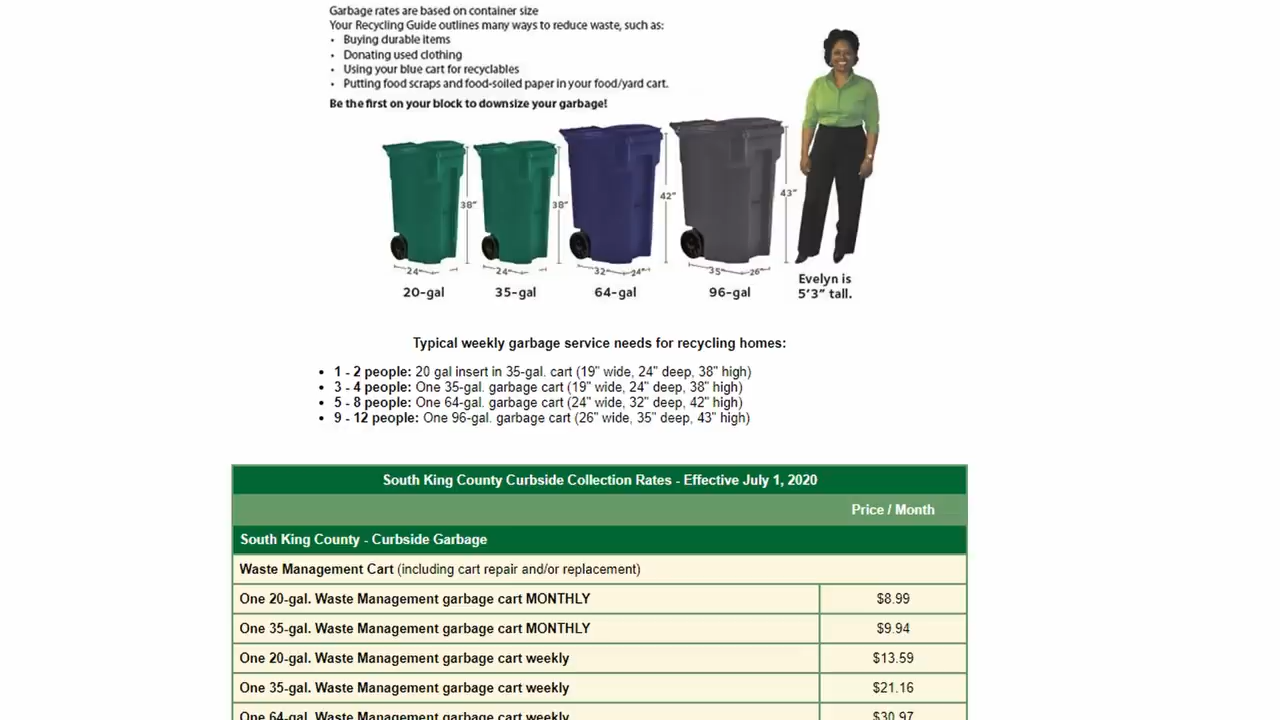 Garbage rates are based on container size
Your Recycling Guide outlines many ways to reduce waste, such as:
• Buying durable items
• Donating used clothing
• Using your blue cart for recyclables
• Putting food scraps and food-soiled paper in your food/yard cart.
Be the first on your block to downsize your garbage!
38" 38" 42" 43"
24" 24" 32" 24" 35" 26"
20-gal 35-gal 64-gal 96-gal
Evelyn is
5'3" tall.
Typical weekly garbage service needs for recycling homes:
• 1 - 2 people: 20 gal insert in 35-gal. cart (19" wide, 24" deep, 38" high)
• 3 - 4 people: One 35-gal. garbage cart (19" wide, 24" deep, 38" high)
• 5 - 8 people: One 64-gal. garbage cart (24" wide, 32" deep, 42" high)
• 9 - 12 people: One 96-gal. garbage cart (26" wide, 35" deep, 43" high)
South King County Curbside Collection Rates - Effective July 1, 2020
Price / Month
South King County - Curbside Garbage
Waste Management Cart (including cart repair and/or replacement)
One 20-gal. Waste Management garbage cart MONTHLY $8.99
One 35-gal. Waste Management garbage cart MONTHLY $9.94
One 20-gal. Waste Management garbage cart weekly $13.59
One 35-gal. Waste Management garbage cart weekly $21.16
One 64-gal. Waste Management garbage cart weekly $30.97